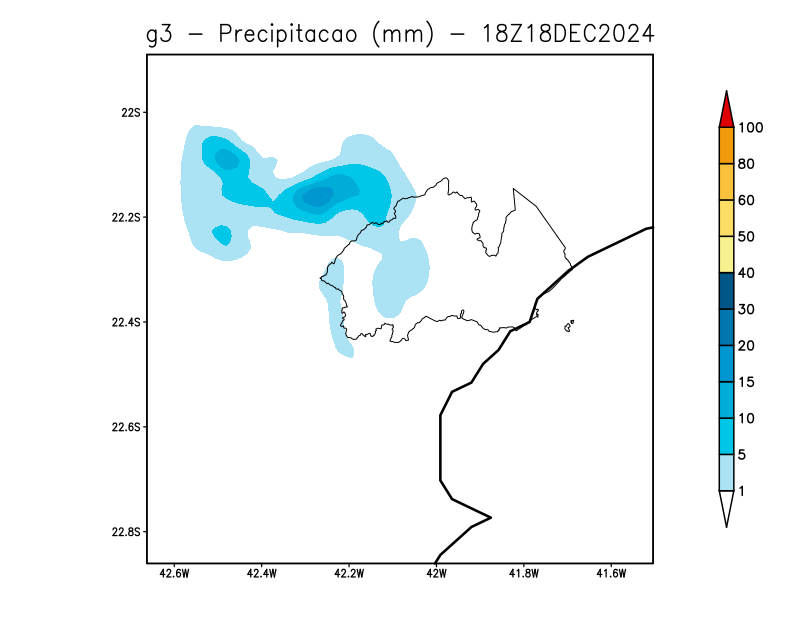 g3 - Precipitacao (mm) - 18Z18DEC2024
22S
22.2S
22.4S
22.6S
22.8S
42.6W
42.4W
42.2W
42W
41.8W
41.6W
100
80
60
50
40
30
20
15
10
5
1